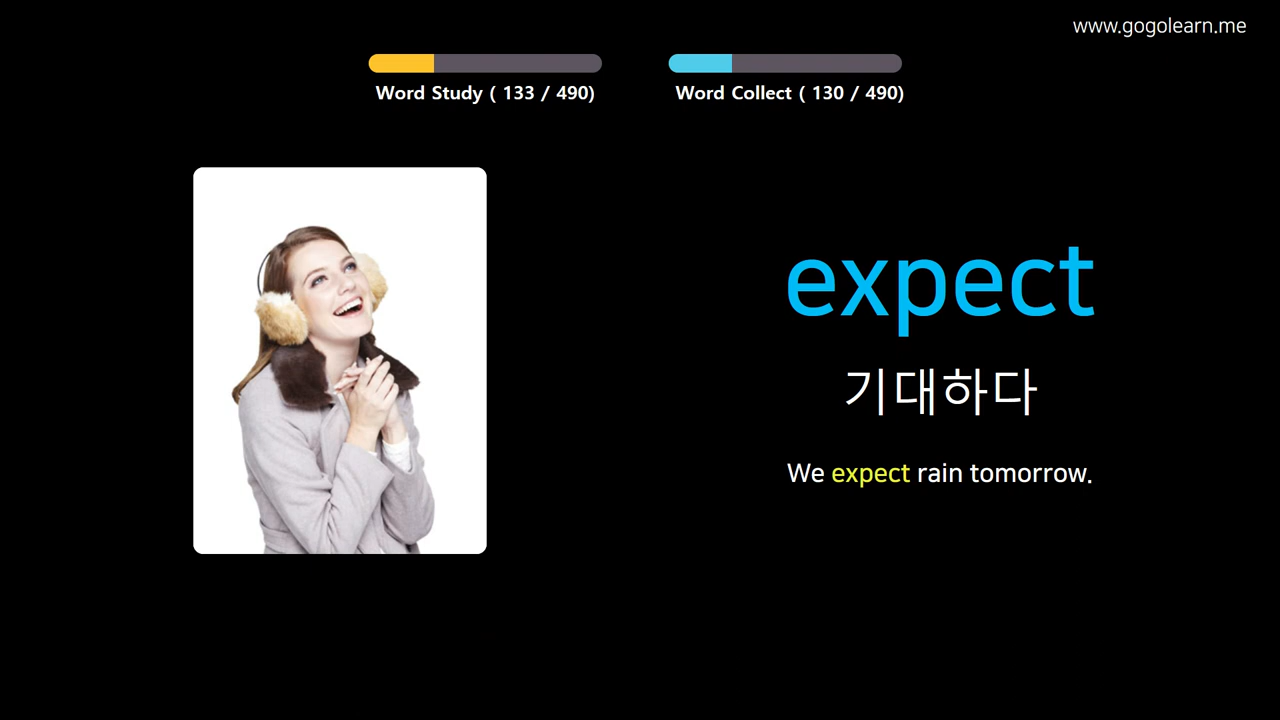 www.gogolearn.me
Word Study ( 133 / 490)
Word Collect ( 130 / 490)
expect
기대하다
We expect rain tomorrow.